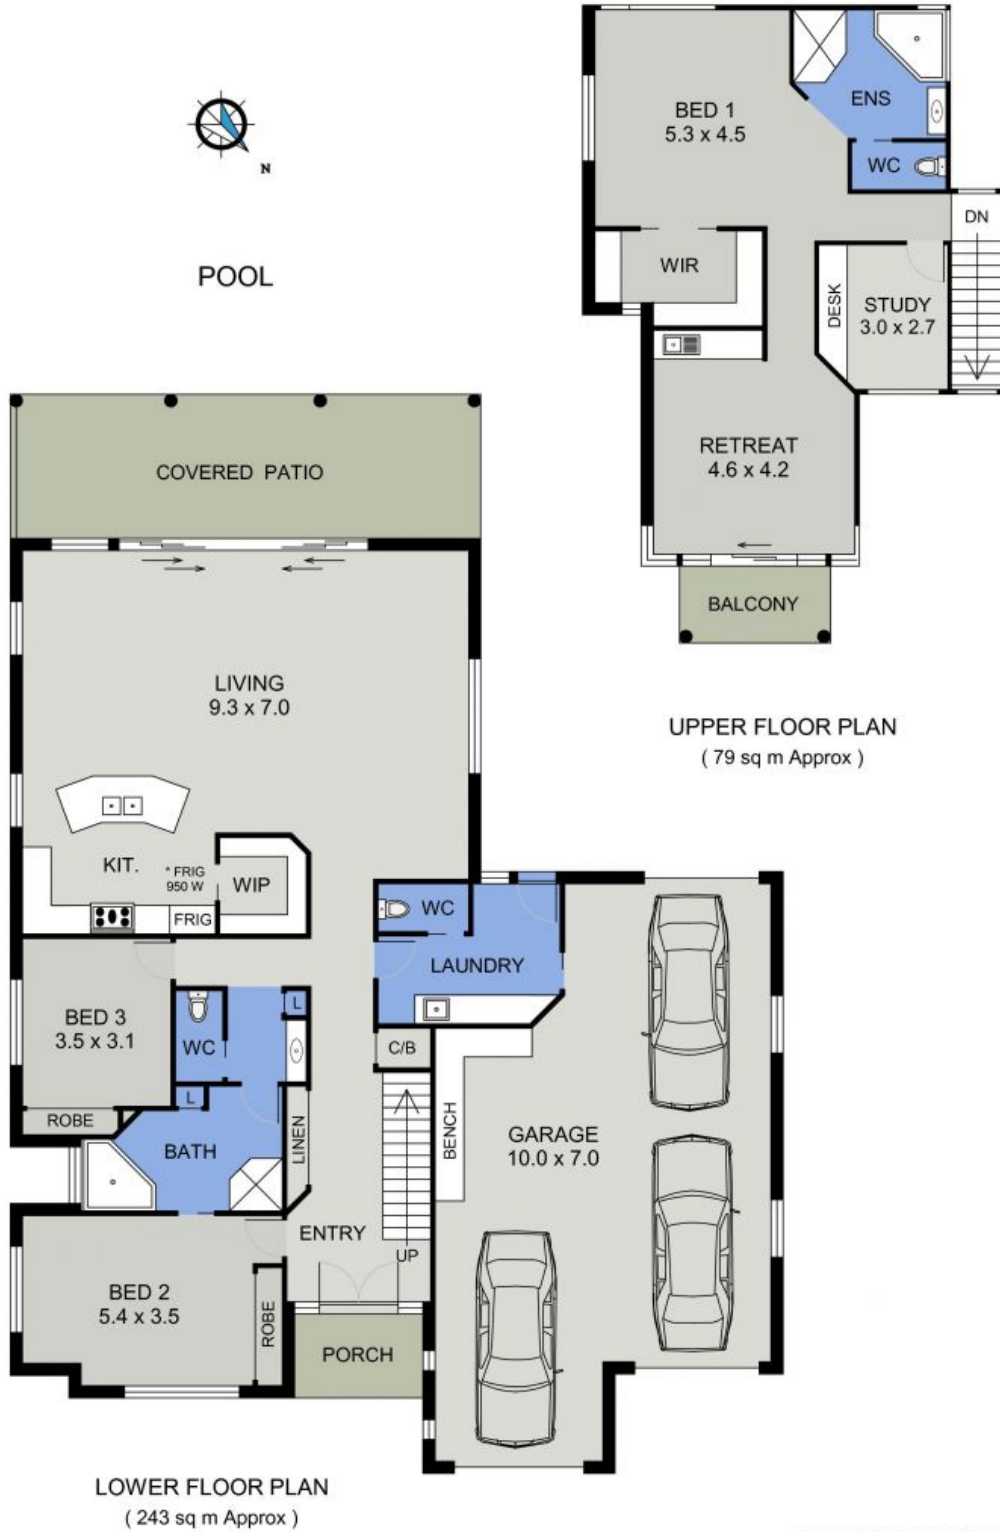 N
POOL
BED 1
5.3 x 4.5
ENS
WC
DN
WIR
DESK
STUDY
3.0 x 2.7
RETREAT
4.6 x 4.2
BALCONY
UPPER FLOOR PLAN
( 79 sq m Approx )
COVERED PATIO
LIVING
9.3 x 7.0
KIT.
* FRIG
950 W
WIP
FRIG
WC
LAUNDRY
BED 3
3.5 x 3.1
L
WC
C/B
ROBE
L
BATH
LINEN
BENCH
GARAGE
10.0 x 7.0
ENTRY
UP
BED 2
5.4 x 3.5
ROBE
PORCH
LOWER FLOOR PLAN
( 243 sq m Approx )